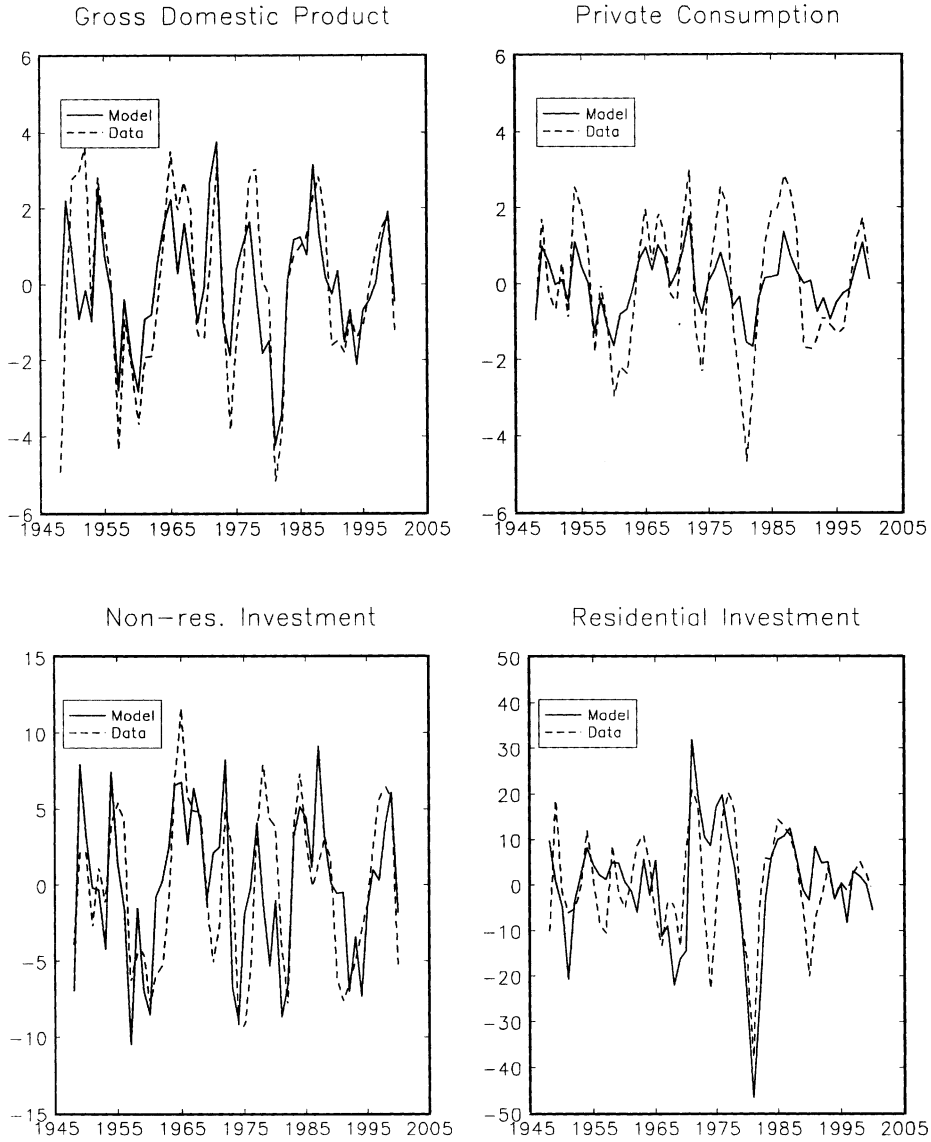 Gross Domestic Product
6
4
2
0
−2
−4
−6
Model
Data
1945 1955 1965 1975 1985 1995 2005
Private Consumption
6
4
2
0
−2
−4
−6
Model
Data
1945 1955 1965 1975 1985 1995 2005
Non−res. Investment
15
10
5
0
−5
−10
−15
Model
Data
1945 1955 1965 1975 1985 1995 2005
Residential Investment
50
40
30
20
10
0
−10
−20
−30
−40
−50
Model
Data
1945 1955 1965 1975 1985 1995 2005